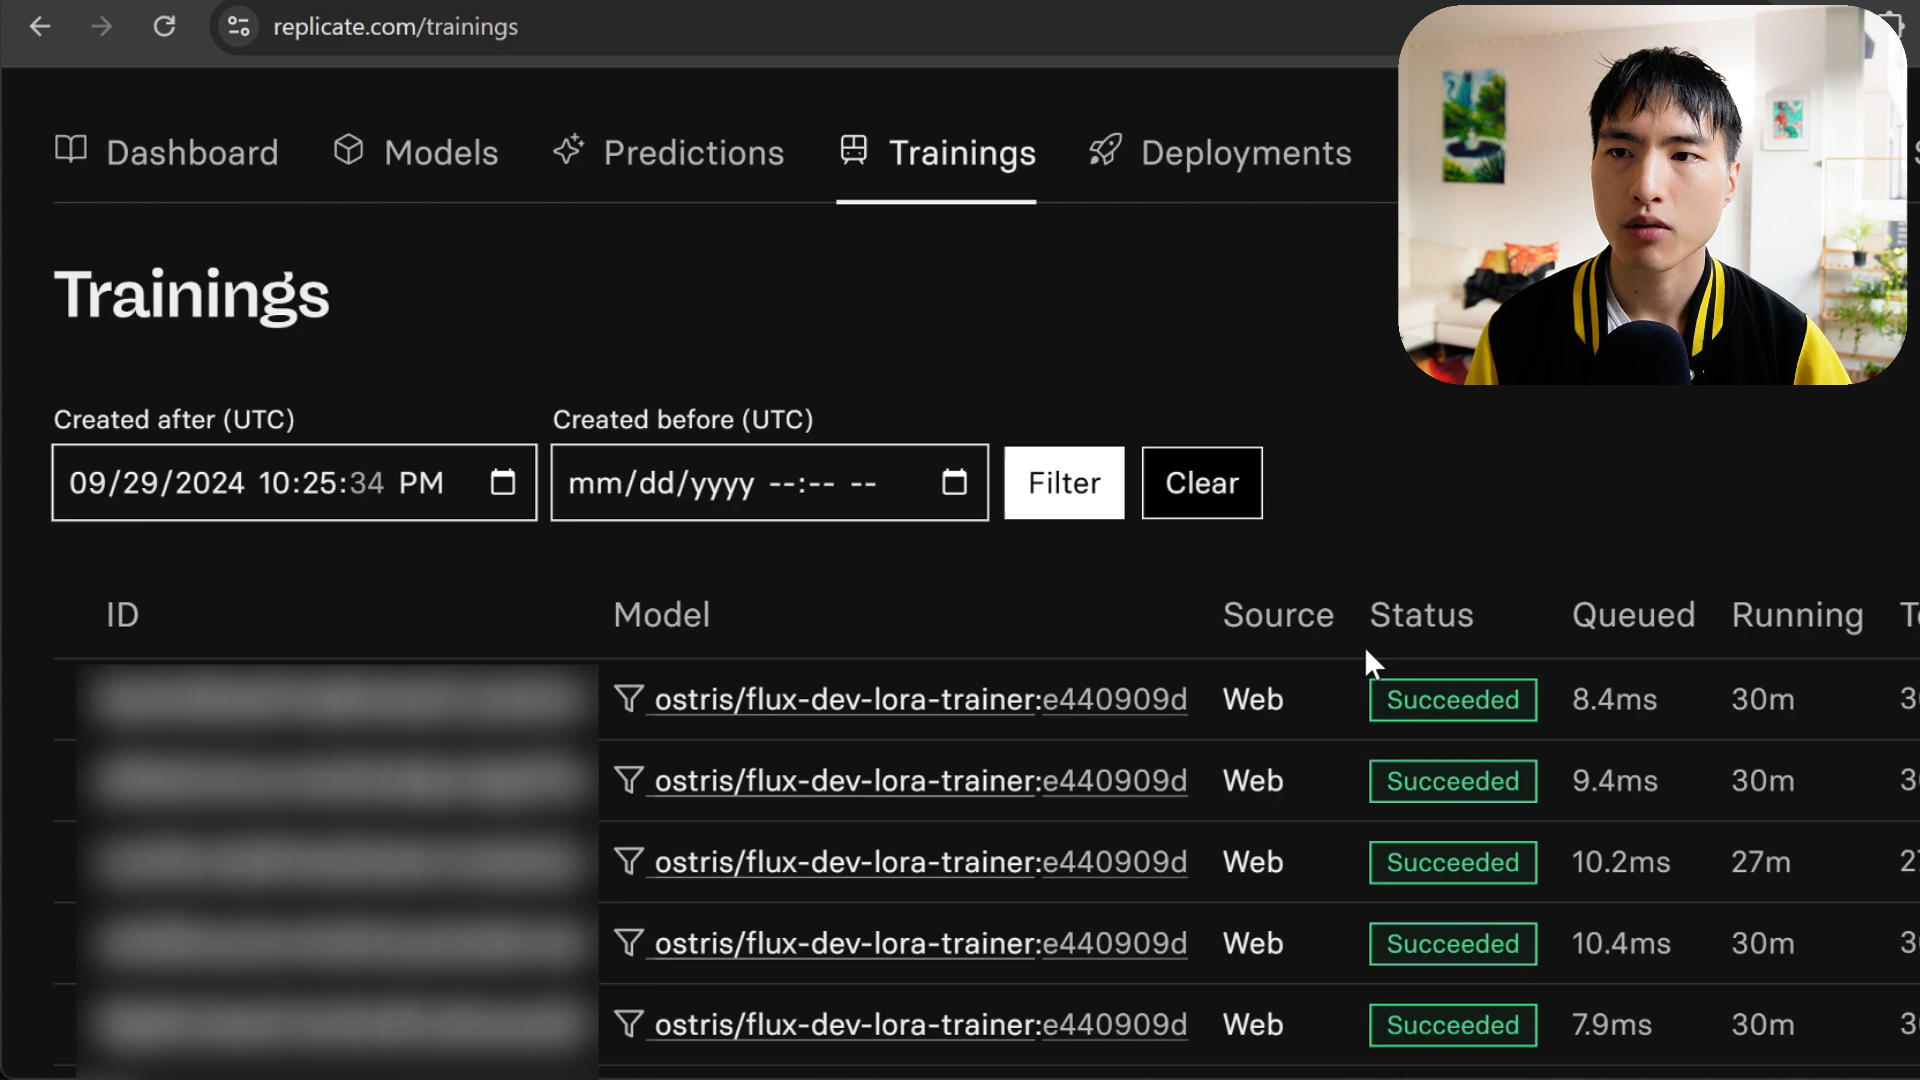 replicate.com/trainings
Dashboard Models Predictions Trainings Deployments
Trainings
Created after (UTC) Created before (UTC)
09/29/2024 10:25:34 PM mm/dd/yyyy --:-- -- Filter Clear
ID Model Source Status Queued Running
ostris/flux-dev-lora-trainer:e440909d Web Succeeded 8.4ms 30m
ostris/flux-dev-lora-trainer:e440909d Web Succeeded 9.4ms 30m
ostris/flux-dev-lora-trainer:e440909d Web Succeeded 10.2ms 27m
ostris/flux-dev-lora-trainer:e440909d Web Succeeded 10.4ms 30m
ostris/flux-dev-lora-trainer:e440909d Web Succeeded 7.9ms 30m